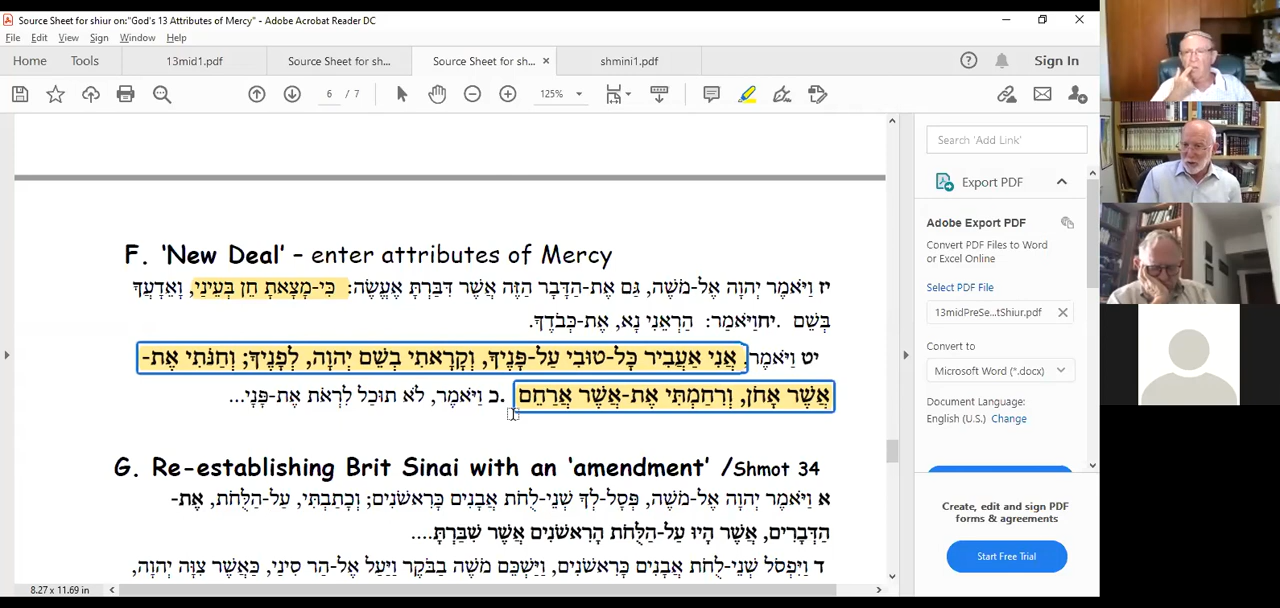 Source Sheet for shiur on:"God's 13 Attributes of Mercy" - Adobe Acrobat Reader DC
File Edit View Sign Window Help
Home Tools 13mid1.pdf Source Sheet for sh... Source Sheet for sh... × shmini1.pdf Sign In
6 / 7 125%
Search 'Add Link'
Export PDF
Adobe Export PDF
Convert PDF Files to Word
or Excel Online
Select PDF File
13midPreSe...tShiur.pdf
Convert to
Microsoft Word (*.docx)
Document Language:
English (U.S.) Change
Create, edit and sign PDF
forms & agreements
Start Free Trial
F. 'New Deal' - enter attributes of Mercy
יז וַיֹּאמֶר יְהוָה אֶל-מֹשֶׁה, גַּם אֶת-הַדָּבָר הַזֶּה אֲשֶׁר דִּבַּרְתָּ אֶעֱשֶׂה: כִּי-מָצָאתָ חֵן בְּעֵינַי, וָאֵדָעֲךָ
בְּשֵׁם .יחוַיֹּאמַר: הַרְאֵנִי נָא, אֶת-כְּבֹדֶךָ.
יט וַיֹּאמֶר, אֲנִי אַעֲבִיר כָּל-טוּבִי עַל-פָּנֶיךָ, וְקָרָאתִי בְשֵׁם יְהוָה, לְפָנֶיךָ; וְחַנֹּתִי אֶת-
אֲשֶׁר אָחֹן, וְרִחַמְתִּי אֶת-אֲשֶׁר אֲרַחֵם .כ וַיֹּאמֶר, לֹא תוּכַל לִרְאֹת אֶת-פָּנָי...
G. Re-establishing Brit Sinai with an 'amendment' /Shmot 34
א וַיֹּאמֶר יְהוָה אֶל-מֹשֶׁה, פְּסָל-לְךָ שְׁנֵי-לֻחֹת אֲבָנִים כָּרִאשֹׁנִים; וְכָתַבְתִּי, עַל-הַלֻּחֹת, אֶת-
הַדְּבָרִים, אֲשֶׁר הָיוּ עַל-הַלֻּחֹת הָרִאשֹׁנִים אֲשֶׁר שִׁבַּרְתָּ....
ד וַיִּפְסֹל שְׁנֵי-לֻחֹת אֲבָנִים כָּרִאשֹׁנִים, וַיַּשְׁכֵּם מֹשֶׁה בַבֹּקֶר וַיַּעַל אֶל-הַר סִינַי, כַּאֲשֶׁר צִוָּה יְהוָה,
8.27 x 11.69 in